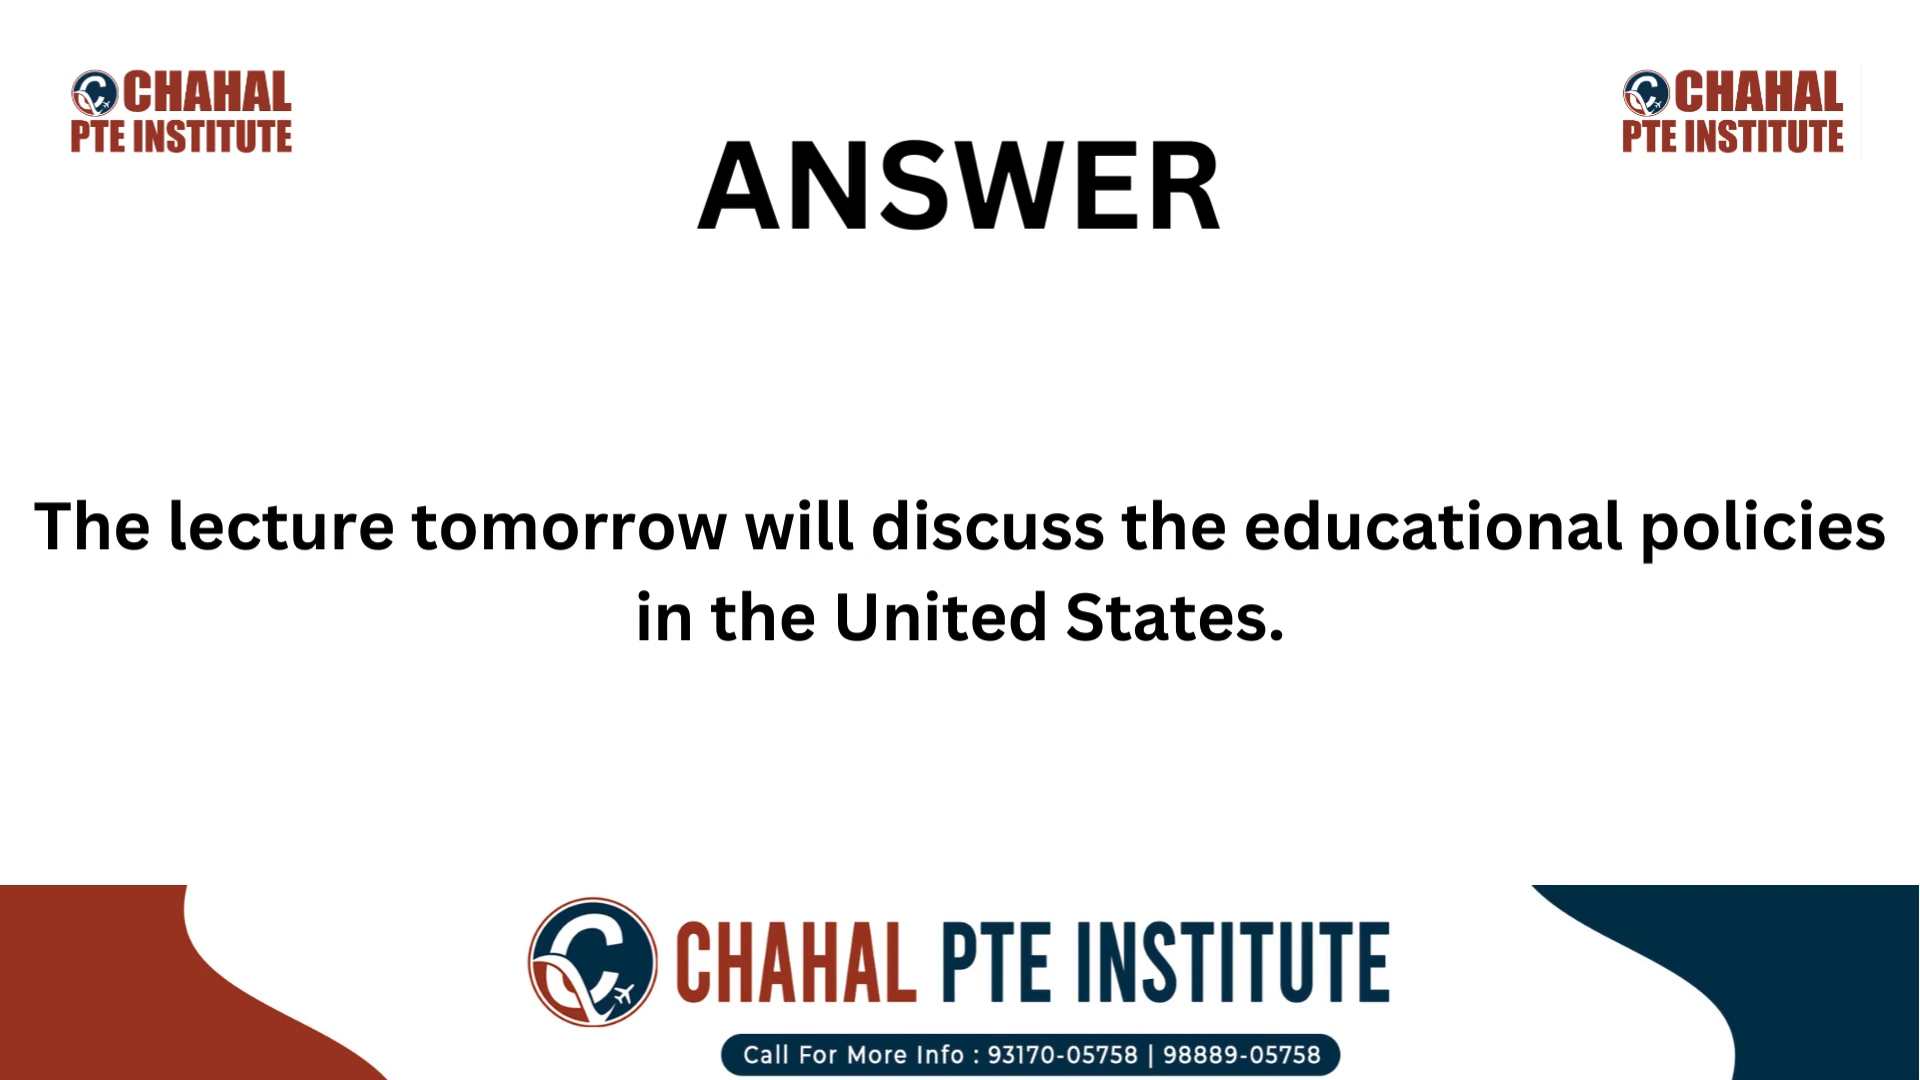 CHAHAL
PTE INSTITUTE
CHAHAL
PTE INSTITUTE
ANSWER
The lecture tomorrow will discuss the educational policies
in the United States.
CHAHAL PTE INSTITUTE
Call For More Info : 93170-05758 | 98889-05758